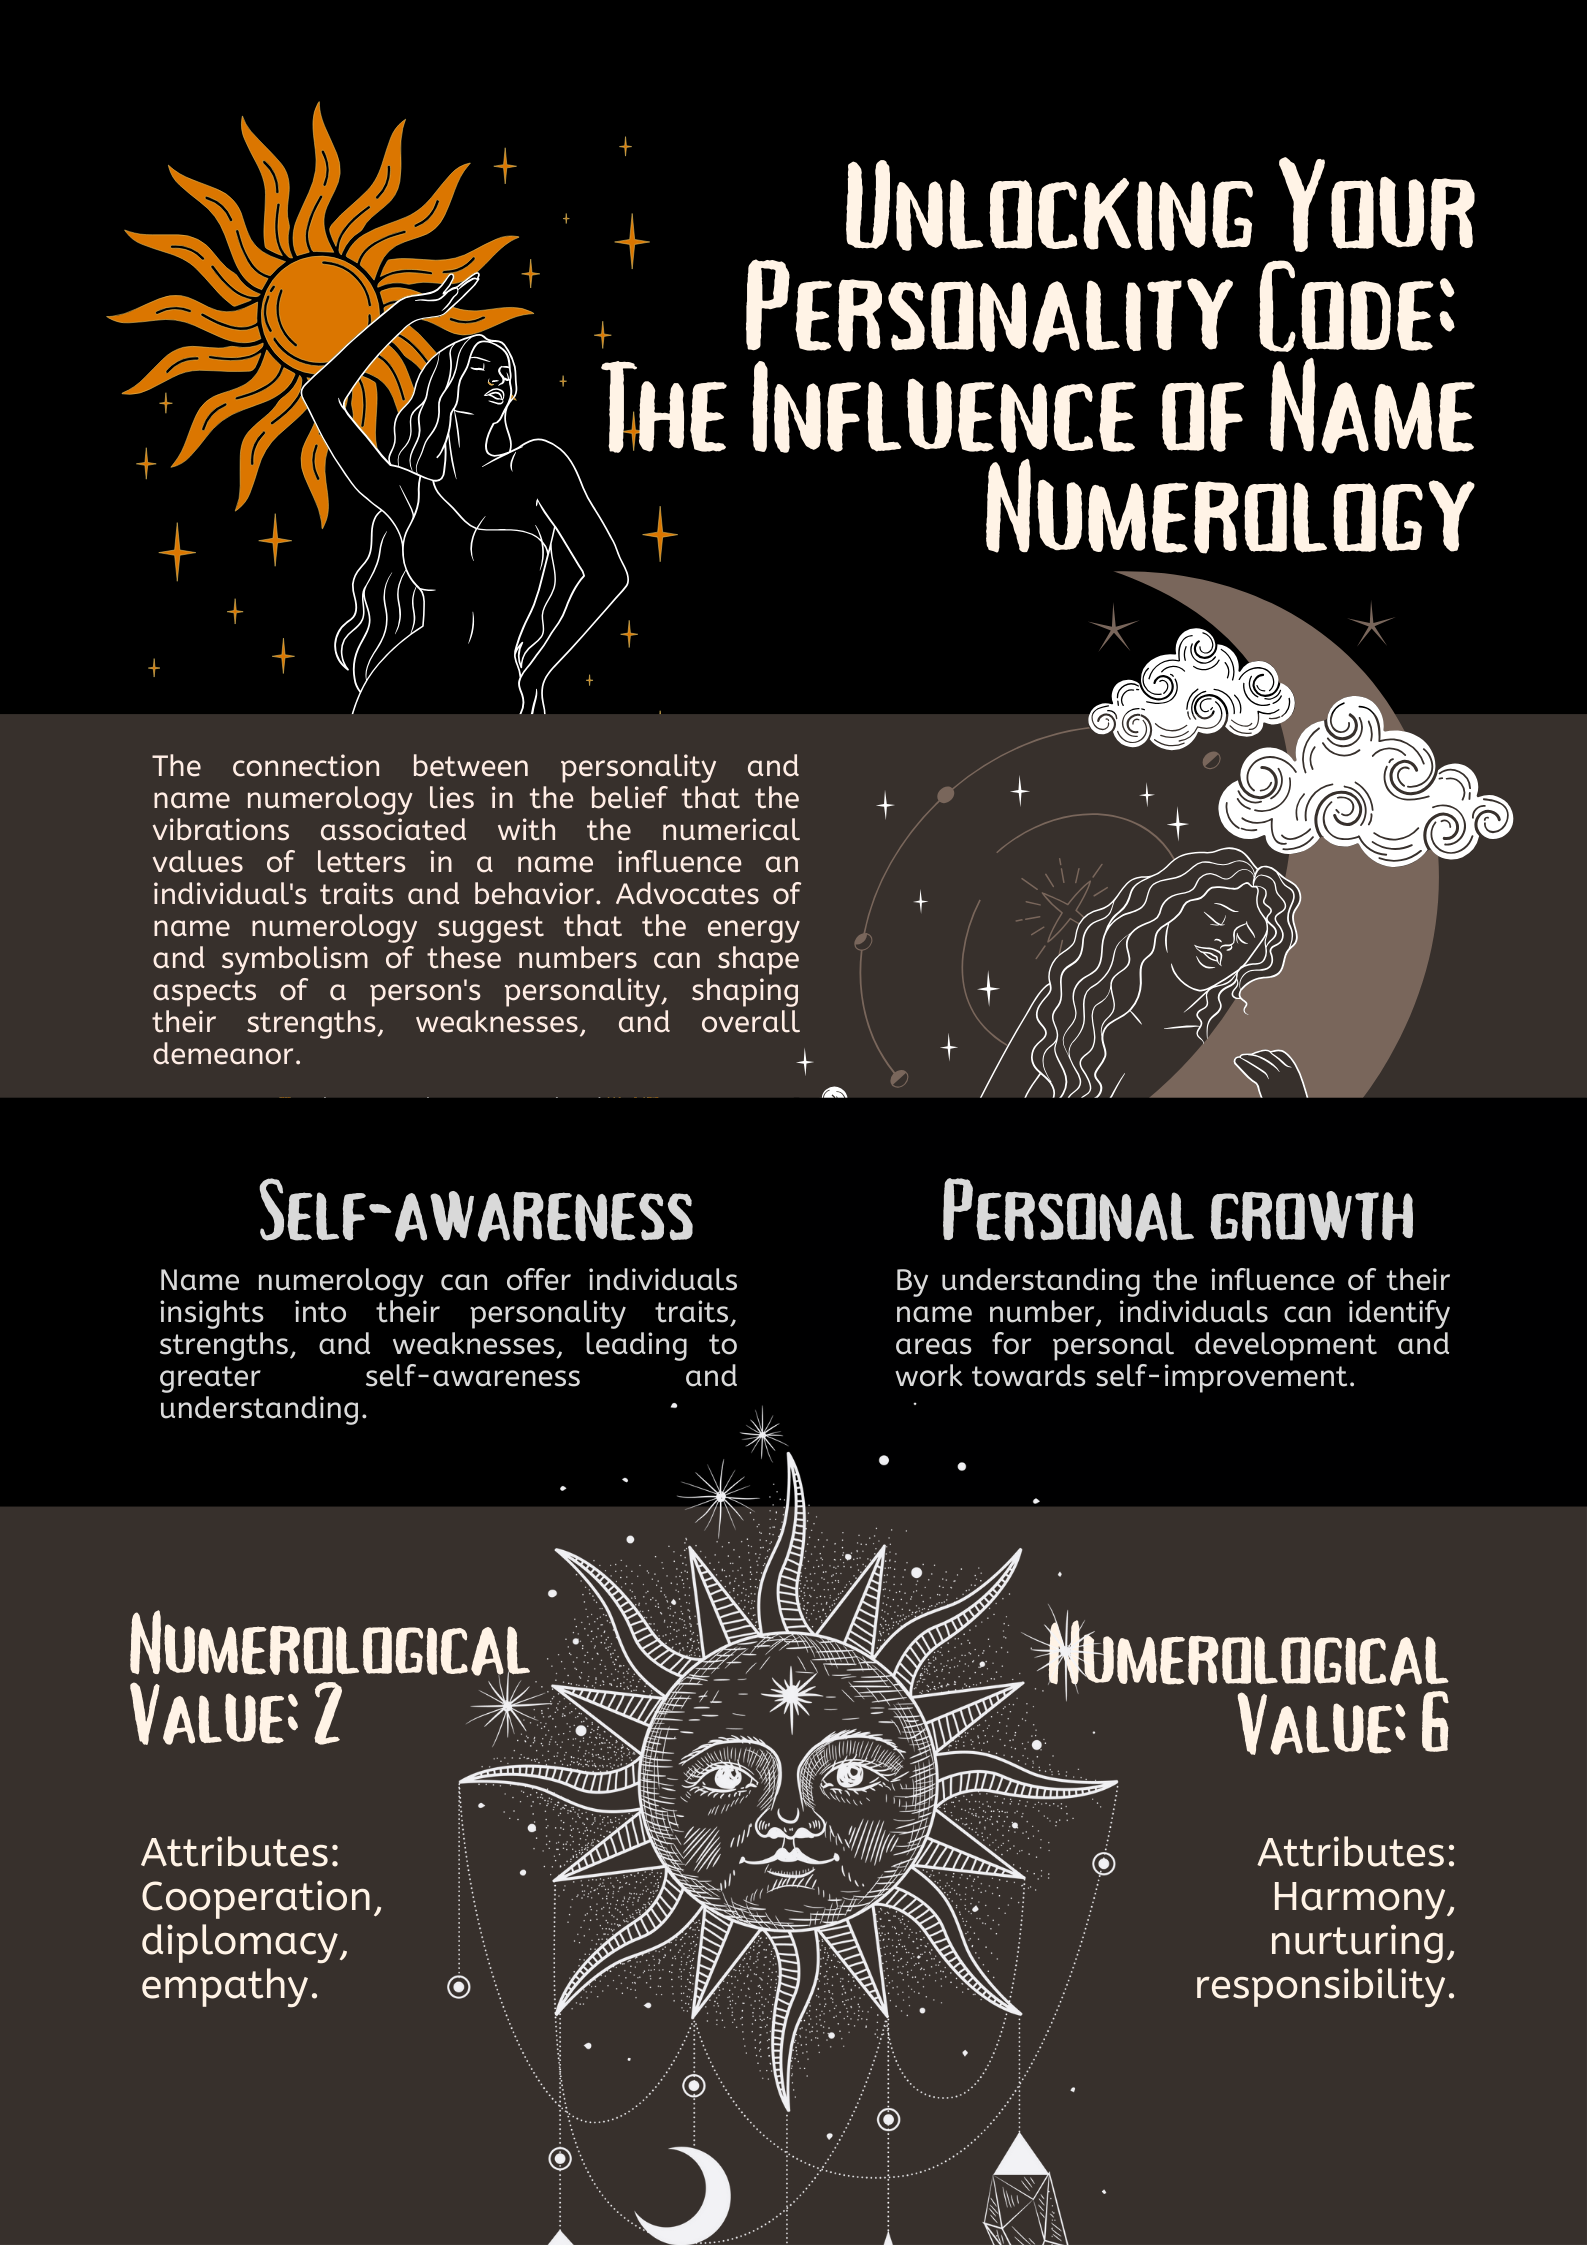 Unlocking Your
Personality Code:
The Influence of Name
Numerology
The connection between personality and
name numerology lies in the belief that the
vibrations associated with the numerical
values of letters in a name influence an
individual's traits and behavior. Advocates of
name numerology suggest that the energy
and symbolism of these numbers can shape
aspects of a person's personality, shaping
their strengths, weaknesses, and overall
demeanor.
Self-awareness
Name numerology can offer individuals
insights into their personality traits,
strengths, and weaknesses, leading to
greater self-awareness and
understanding.
Personal growth
By understanding the influence of their
name number, individuals can identify
areas for personal development and
work towards self-improvement.
Numerological
Value: 2
Attributes:
Cooperation,
diplomacy,
empathy.
Numerological
Value: 6
Attributes:
Harmony,
nurturing,
responsibility.